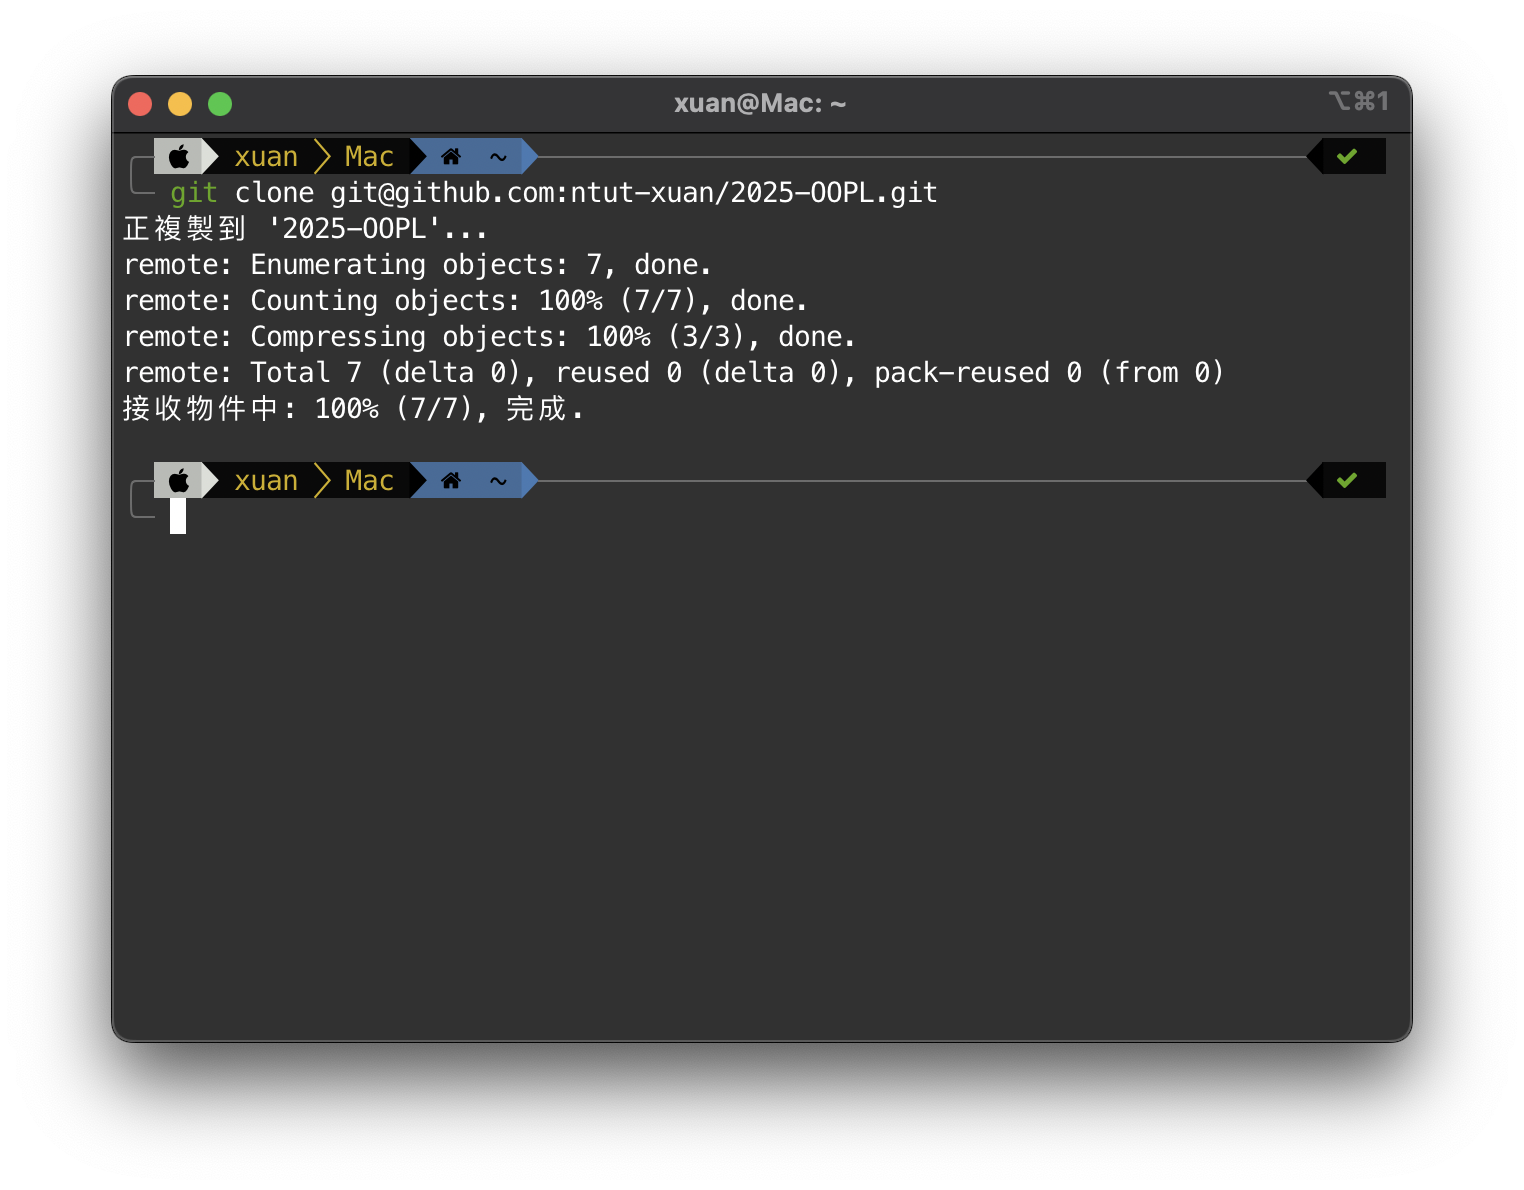 xuan@Mac: ~
⌥⌘1
xuan Mac ~
git clone git@github.com:ntut-xuan/2025-OOPL.git
正複製到 '2025-OOPL'...
remote: Enumerating objects: 7, done.
remote: Counting objects: 100% (7/7), done.
remote: Compressing objects: 100% (3/3), done.
remote: Total 7 (delta 0), reused 0 (delta 0), pack-reused 0 (from 0)
接收物件中: 100% (7/7), 完成.
xuan Mac ~